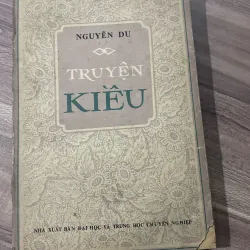 NGUYỄN DU
TRUYỆN
KIỀU
NHÀ XUẤT BẢN ĐẠI HỌC VÀ TRUNG HỌC CHUYÊN NGHIỆP